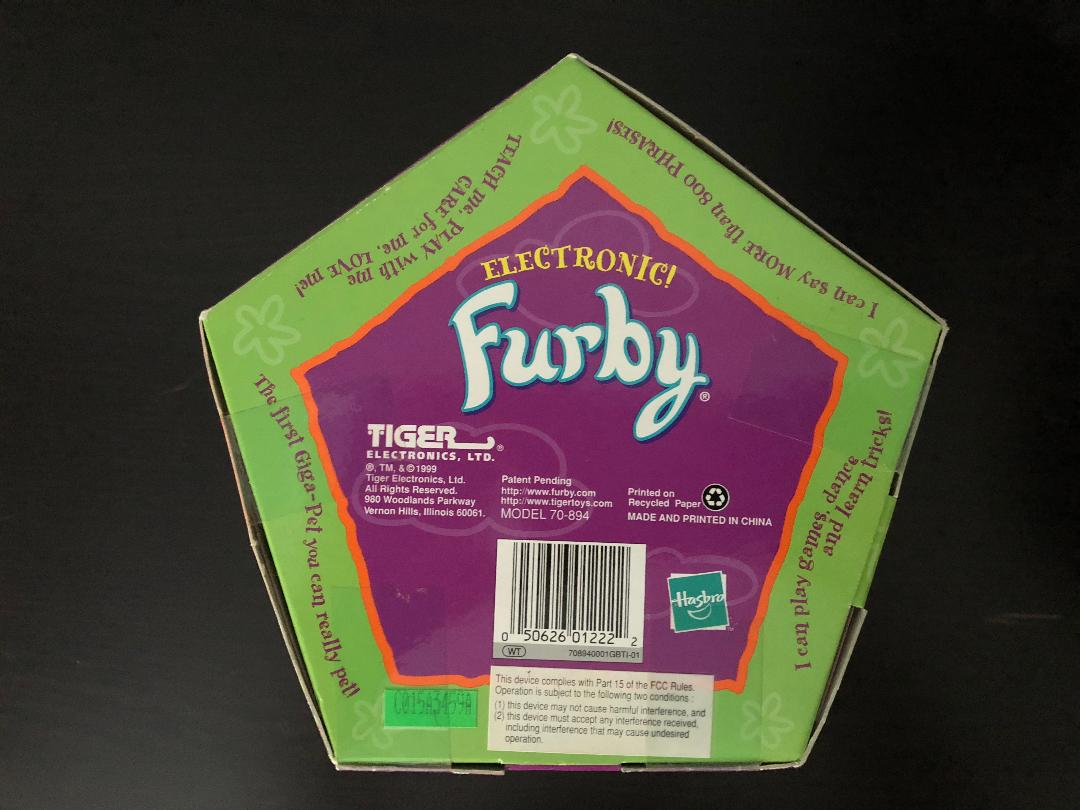 TEACH me, PLAY with me
CARE for me, LOVE me!
I can say MORE than 800 PHRASES!
ELECTRONIC!
Furby®
TIGER®
ELECTRONICS, LTD.
®, TM, & ©1999
Tiger Electronics, Ltd.
All Rights Reserved.
980 Woodlands Parkway
Vernon Hills, Illinois 60061.
Patent Pending
http://www.furby.com
http://www.tigertoys.com
MODEL 70-894
Printed on
Recycled Paper
MADE AND PRINTED IN CHINA
The first Giga-Pet you can really pet!
I can play games, dance
and learn tricks!
Hasbro™
0 50626 01222 2
WT 708940001GBTI-01
This device complies with Part 15 of the FCC Rules.
Operation is subject to the following two conditions :
(1) this device may not cause harmful interference, and
(2) this device must accept any interference received,
including interference that may cause undesired
operation.